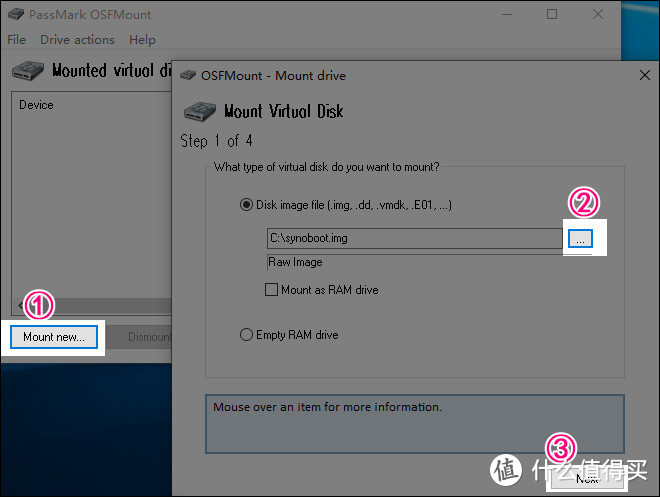 PassMark OSFMount
File Drive actions Help
Mounted virtual di
Device
①
Mount new...
Dismount
OSFMount - Mount drive
Mount Virtual Disk
Step 1 of 4
What type of virtual disk do you want to mount?
Disk image file (.img, .dd, .vmdk, .E01, ...)
②
C:\synoboot.img
...
Raw Image
Mount as RAM drive
Empty RAM drive
Mouse over an item for more information.
③
Next
值 什么值得买